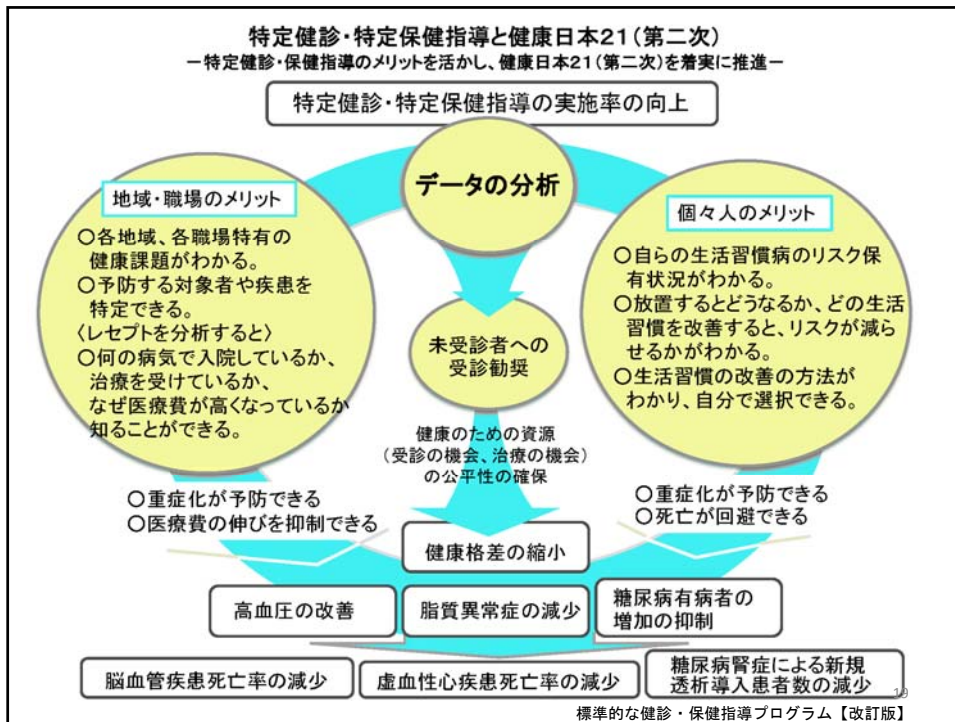 特定健診・特定保健指導と健康日本21(第二次)
－特定健診・保健指導のメリットを活かし、健康日本21(第二次)を着実に推進－
特定健診・特定保健指導の実施率の向上
データの分析
地域・職場のメリット
○各地域、各職場特有の
健康課題がわかる。
○予防する対象者や疾患を
特定できる。
〈レセプトを分析すると〉
○何の病気で入院しているか、
治療を受けているか、
なぜ医療費が高くなっているか
知ることができる。
個々人のメリット
○自らの生活習慣病のリスク保
有状況がわかる。
○放置するとどうなるか、どの生活
習慣を改善すると、リスクが減ら
せるかがわかる。
○生活習慣の改善の方法が
わかり、自分で選択できる。
未受診者への
受診勧奨
健康のための資源
(受診の機会、治療の機会)
の公平性の確保
○重症化が予防できる
○医療費の伸びを抑制できる
○重症化が予防できる
○死亡が回避できる
健康格差の縮小
高血圧の改善
脂質異常症の減少
糖尿病有病者の
増加の抑制
脳血管疾患死亡率の減少
虚血性心疾患死亡率の減少
糖尿病腎症による新規
透析導入患者数の減少
19
標準的な健診・保健指導プログラム【改訂版】